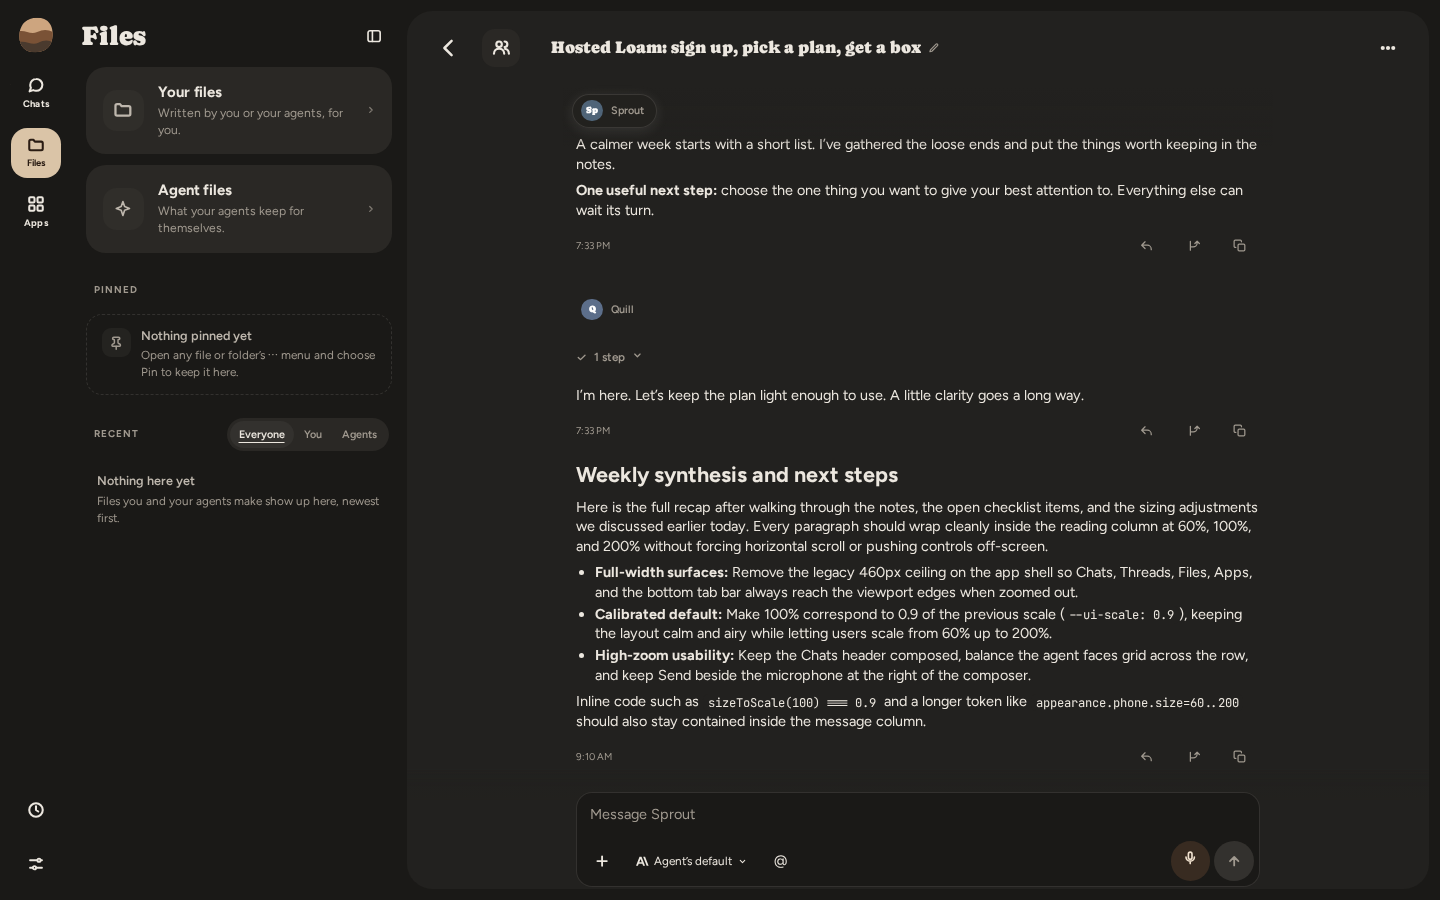 Files
Chats
Files
Apps
Your files
Written by you or your agents, for
you.
Agent files
What your agents keep for
themselves.
PINNED
Nothing pinned yet
Open any file or folder's ··· menu and choose
Pin to keep it here.
RECENT
Everyone
You
Agents
Nothing here yet
Files you and your agents make show up here, newest
first.
Hosted Loam: sign up, pick a plan, get a box
Sp Sprout
A calmer week starts with a short list. I've gathered the loose ends and put the things worth keeping in the
notes.
One useful next step: choose the one thing you want to give your best attention to. Everything else can
wait its turn.
7:33 PM
Q Quill
1 step
I'm here. Let's keep the plan light enough to use. A little clarity goes a long way.
7:33 PM
Weekly synthesis and next steps
Here is the full recap after walking through the notes, the open checklist items, and the sizing adjustments
we discussed earlier today. Every paragraph should wrap cleanly inside the reading column at 60%, 100%,
and 200% without forcing horizontal scroll or pushing controls off-screen.
• Full-width surfaces: Remove the legacy 460px ceiling on the app shell so Chats, Threads, Files, Apps,
and the bottom tab bar always reach the viewport edges when zoomed out.
• Calibrated default: Make 100% correspond to 0.9 of the previous scale ( --ui-scale: 0.9 ), keeping
the layout calm and airy while letting users scale from 60% up to 200%.
• High-zoom usability: Keep the Chats header composed, balance the agent faces grid across the row,
and keep Send beside the microphone at the right of the composer.
Inline code such as sizeToScale(100) === 0.9 and a longer token like appearance.phone.size=60..200
should also stay contained inside the message column.
9:10 AM
Message Sprout
Agent's default
@